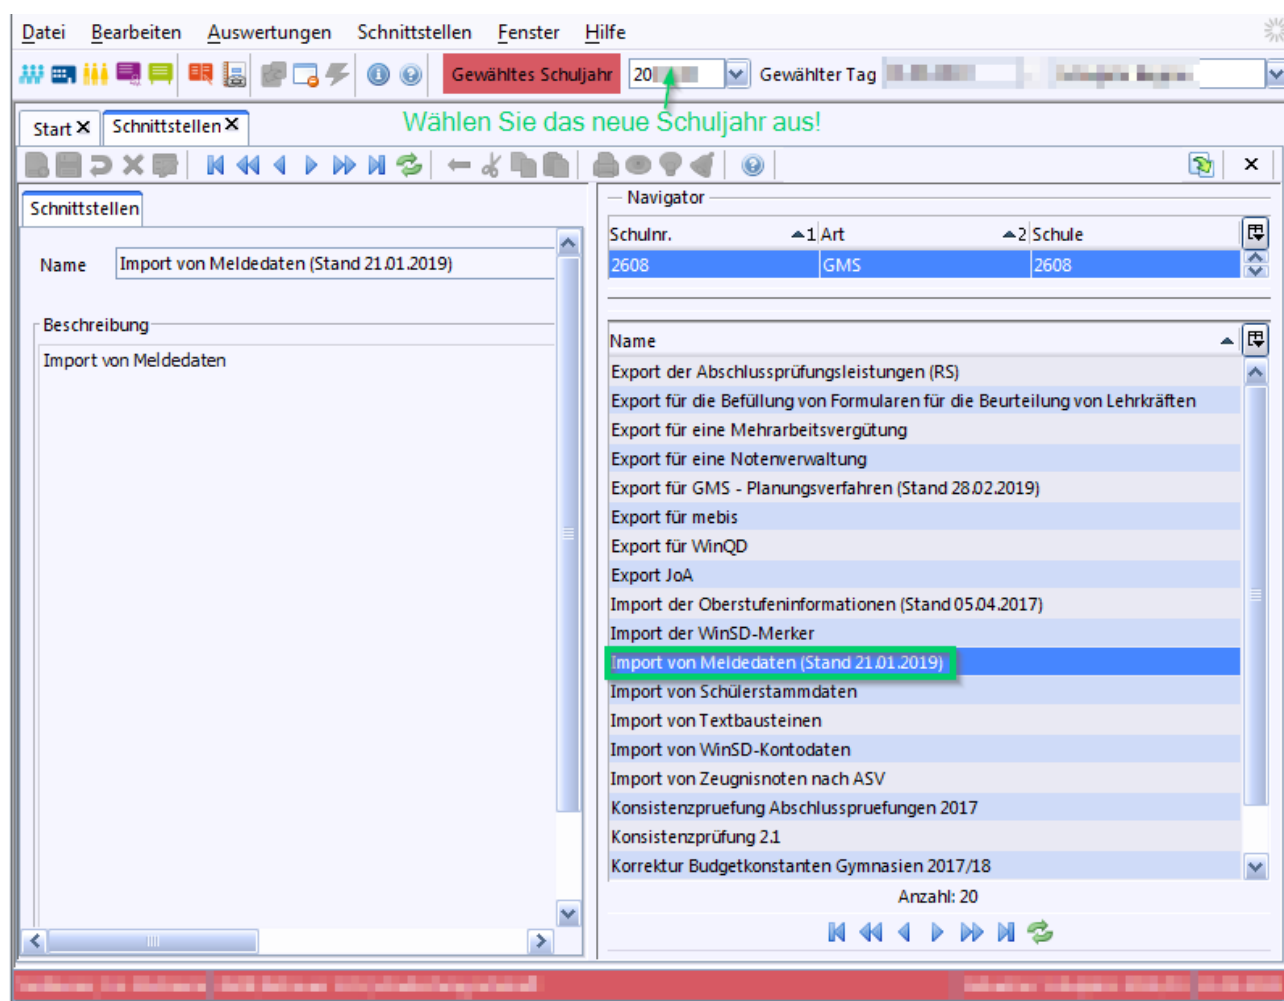 Datei Bearbeiten Auswertungen Schnittstellen Fenster Hilfe
Gewähltes Schuljahr 20 Gewählter Tag
Wählen Sie das neue Schuljahr aus!
Start Schnittstellen
Schnittstellen
Name Import von Meldedaten (Stand 21.01.2019)
Beschreibung
Import von Meldedaten
Navigator
Schulnr. 1 Art 2 Schule
2608 GMS 2608
Name
Export der Abschlussprüfungsleistungen (RS)
Export für die Befüllung von Formularen für die Beurteilung von Lehrkräften
Export für eine Mehrarbeitsvergütung
Export für eine Notenverwaltung
Export für GMS - Planungsverfahren (Stand 28.02.2019)
Export für mebis
Export für WinQD
Export JoA
Import der Oberstufeninformationen (Stand 05.04.2017)
Import der WinSD-Merker
Import von Meldedaten (Stand 21.01.2019)
Import von Schülerstammdaten
Import von Textbausteinen
Import von WinSD-Kontodaten
Import von Zeugnisnoten nach ASV
Konsistenzpruefung Abschlusspruefungen 2017
Konsistenzprüfung 2.1
Korrektur Budgetkonstanten Gymnasien 2017/18
Anzahl: 20